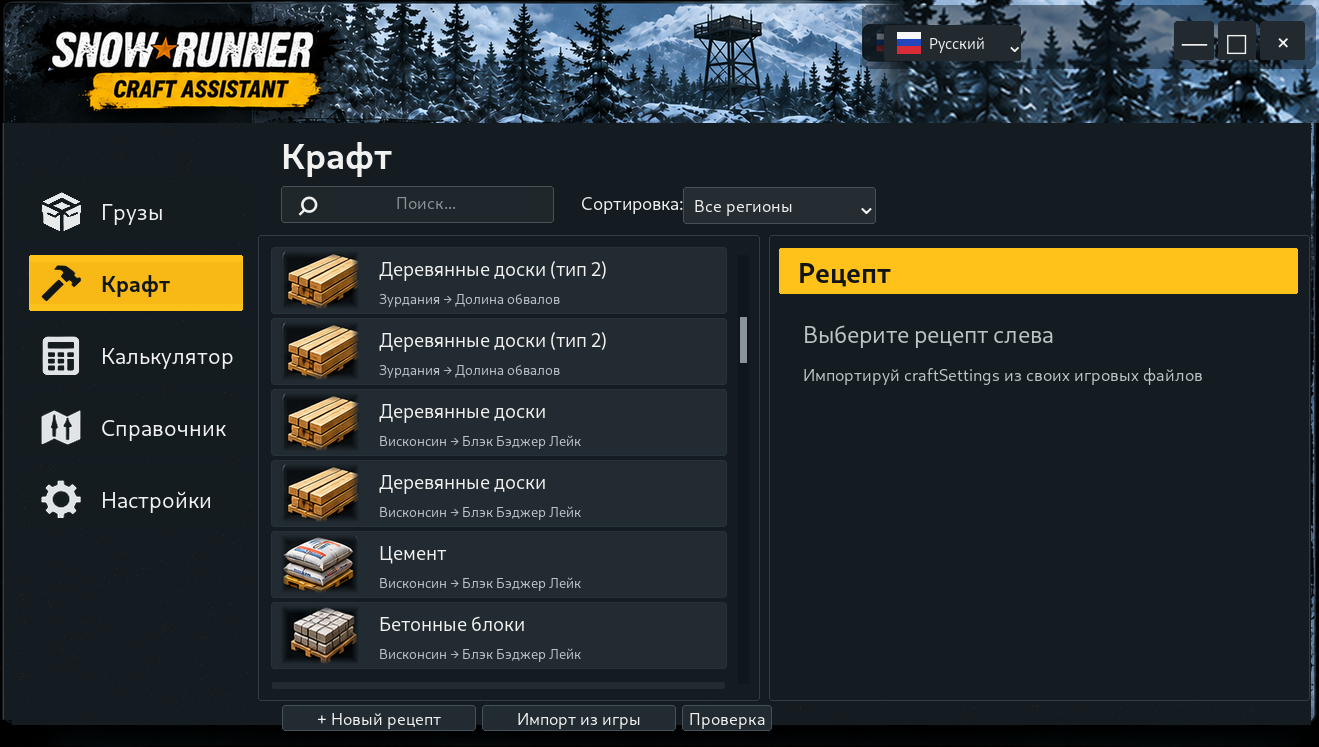 SNOW★RUNNER
CRAFT ASSISTANT
Русский
Крафт
Поиск...
Сортировка:
Все регионы
Грузы
Крафт
Калькулятор
Справочник
Настройки
Деревянные доски (тип 2)
Зурдания → Долина обвалов
Деревянные доски (тип 2)
Зурдания → Долина обвалов
Деревянные доски
Висконсин → Блэк Бэджер Лейк
Деревянные доски
Висконсин → Блэк Бэджер Лейк
Цемент
Висконсин → Блэк Бэджер Лейк
Бетонные блоки
Висконсин → Блэк Бэджер Лейк
+ Новый рецепт
Импорт из игры
Проверка
Рецепт
Выберите рецепт слева
Импортируй craftSettings из своих игровых файлов